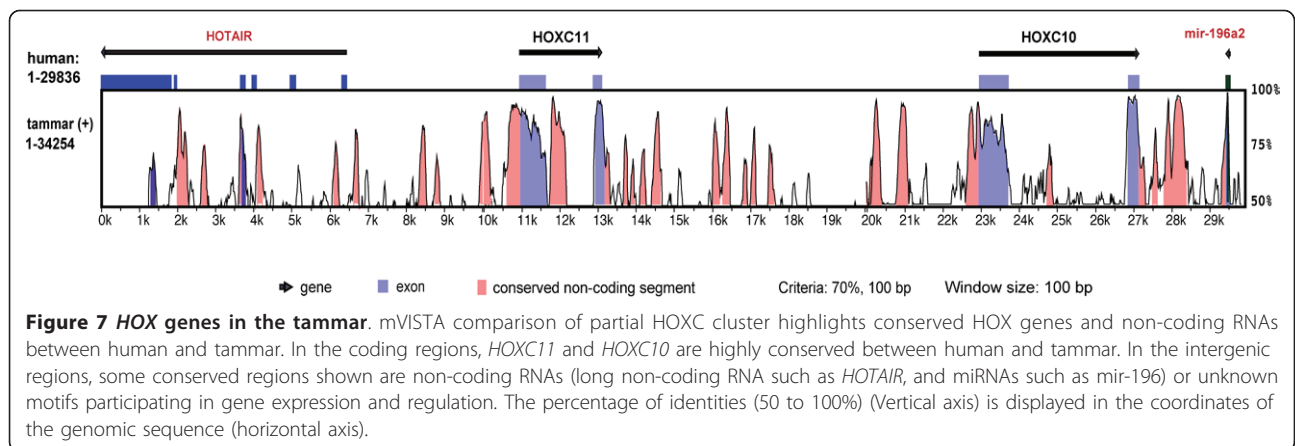 HOTAIR HOXC11 HOXC10 mir-196a2
human:
1-29836
100%
tammar (+)
1-34254
75%
50%
0k 1k 2k 3k 4k 5k 6k 7k 8k 9k 10k 11k 12k 13k 14k 15k 16k 17k 18k 19k 20k 21k 22k 23k 24k 25k 26k 27k 28k 29k
gene exon conserved non-coding segment Criteria: 70%, 100 bp Window size: 100 bp
Figure 7 HOX genes in the tammar. mVISTA comparison of partial HOXC cluster highlights conserved HOX genes and non-coding RNAs
between human and tammar. In the coding regions, HOXC11 and HOXC10 are highly conserved between human and tammar. In the intergenic
regions, some conserved regions shown are non-coding RNAs (long non-coding RNA such as HOTAIR, and miRNAs such as mir-196) or unknown
motifs participating in gene expression and regulation. The percentage of identities (50 to 100%) (Vertical axis) is displayed in the coordinates of
the genomic sequence (horizontal axis).